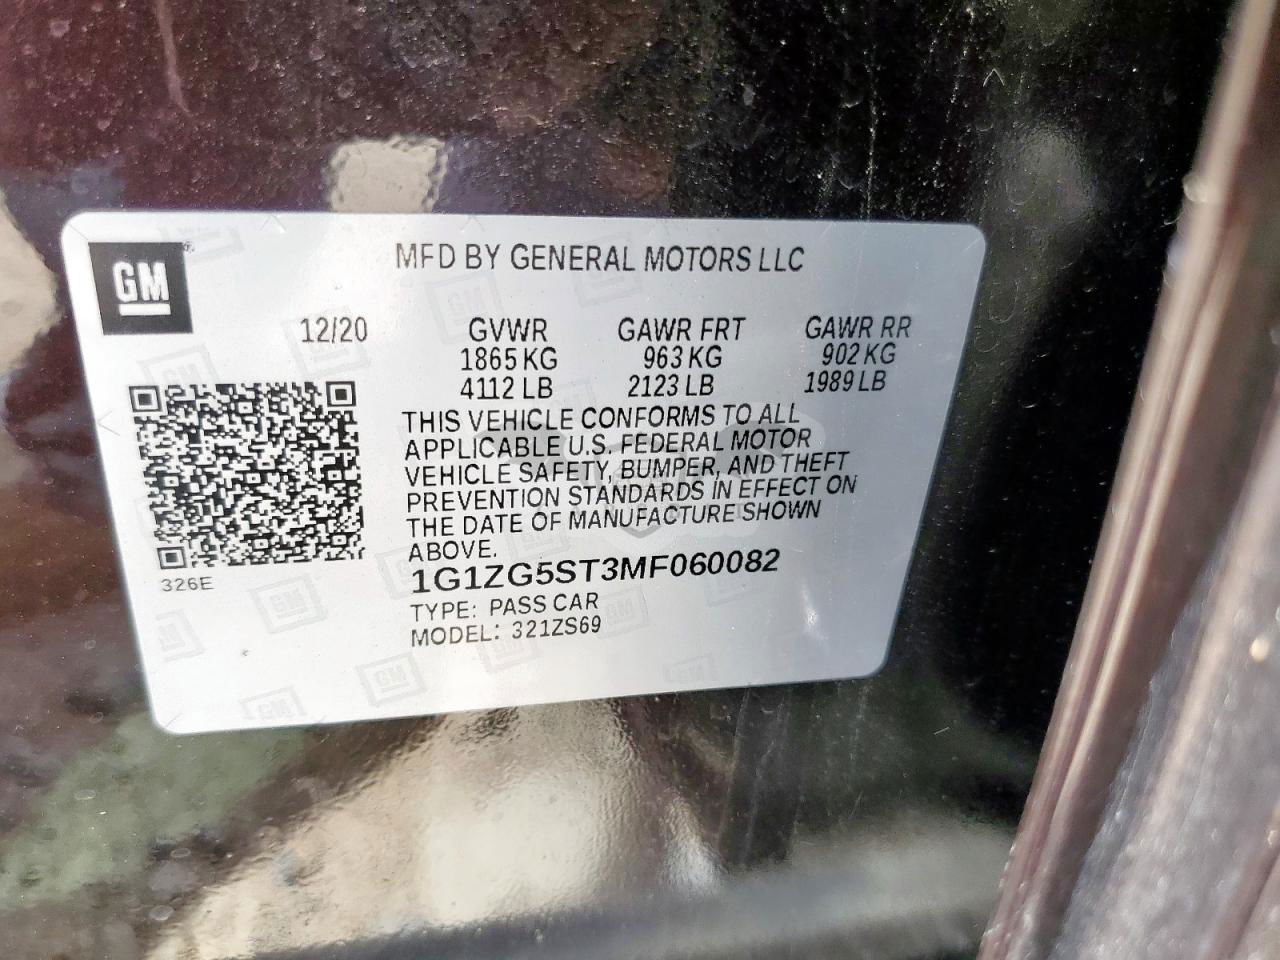 GM
MFD BY GENERAL MOTORS LLC
12/20 GVWR GAWR FRT GAWR RR
1865 KG 963 KG 902 KG
4112 LB 2123 LB 1989 LB
THIS VEHICLE CONFORMS TO ALL
APPLICABLE U.S. FEDERAL MOTOR
VEHICLE SAFETY, BUMPER, AND THEFT
PREVENTION STANDARDS IN EFFECT ON
THE DATE OF MANUFACTURE SHOWN
ABOVE.
326E
1G1ZG5ST3MF060082
TYPE: PASS CAR
MODEL: 321ZS69